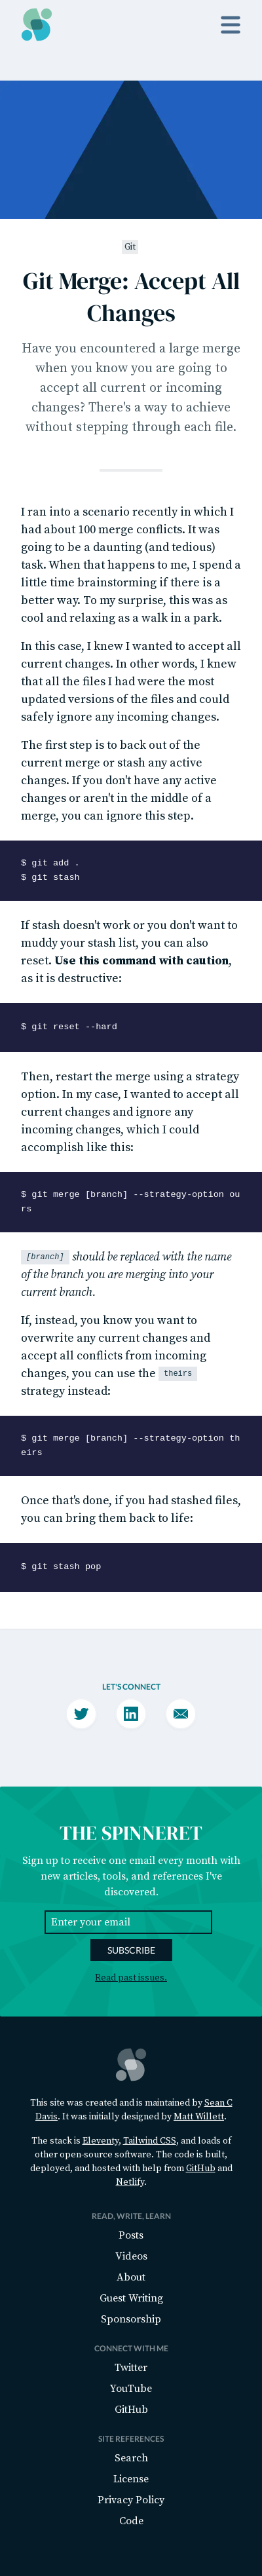 Git
Git Merge: Accept All
Changes
Have you encountered a large merge
when you know you are going to
accept all current or incoming
changes? There's a way to achieve
without stepping through each file.
I ran into a scenario recently in which I
had about 100 merge conflicts. It was
going to be a daunting (and tedious)
task. When that happens to me, I spend a
little time brainstorming if there is a
better way. To my surprise, this was as
cool and relaxing as a walk in a park.
In this case, I knew I wanted to accept all
current changes. In other words, I knew
that all the files I had were the most
updated versions of the files and could
safely ignore any incoming changes.
The first step is to back out of the
current merge or stash any active
changes. If you don't have any active
changes or aren't in the middle of a
merge, you can ignore this step.
$ git add .
$ git stash
If stash doesn't work or you don't want to
muddy your stash list, you can also
reset. Use this command with caution,
as it is destructive:
$ git reset --hard
Then, restart the merge using a strategy
option. In my case, I wanted to accept all
current changes and ignore any
incoming changes, which I could
accomplish like this:
$ git merge [branch] --strategy-option ou
rs
[branch] should be replaced with the name
of the branch you are merging into your
current branch.
If, instead, you know you want to
overwrite any current changes and
accept all conflicts from incoming
changes, you can use the theirs
strategy instead:
$ git merge [branch] --strategy-option th
eirs
Once that's done, if you had stashed files,
you can bring them back to life:
$ git stash pop
LET'S CONNECT
THE SPINNERET
Sign up to receive one email every month with
new articles, tools, and references I've
discovered.
Enter your email
SUBSCRIBE
Read past issues.
This site was created and is maintained by Sean C
Davis. It was initially designed by Matt Willett.
The stack is Eleventy, Tailwind CSS, and loads of
other open-source software. The code is built,
deployed, and hosted with help from GitHub and
Netlify.
READ, WRITE, LEARN
Posts
Videos
About
Guest Writing
Sponsorship
CONNECT WITH ME
Twitter
YouTube
GitHub
SITE REFERENCES
Search
License
Privacy Policy
Code